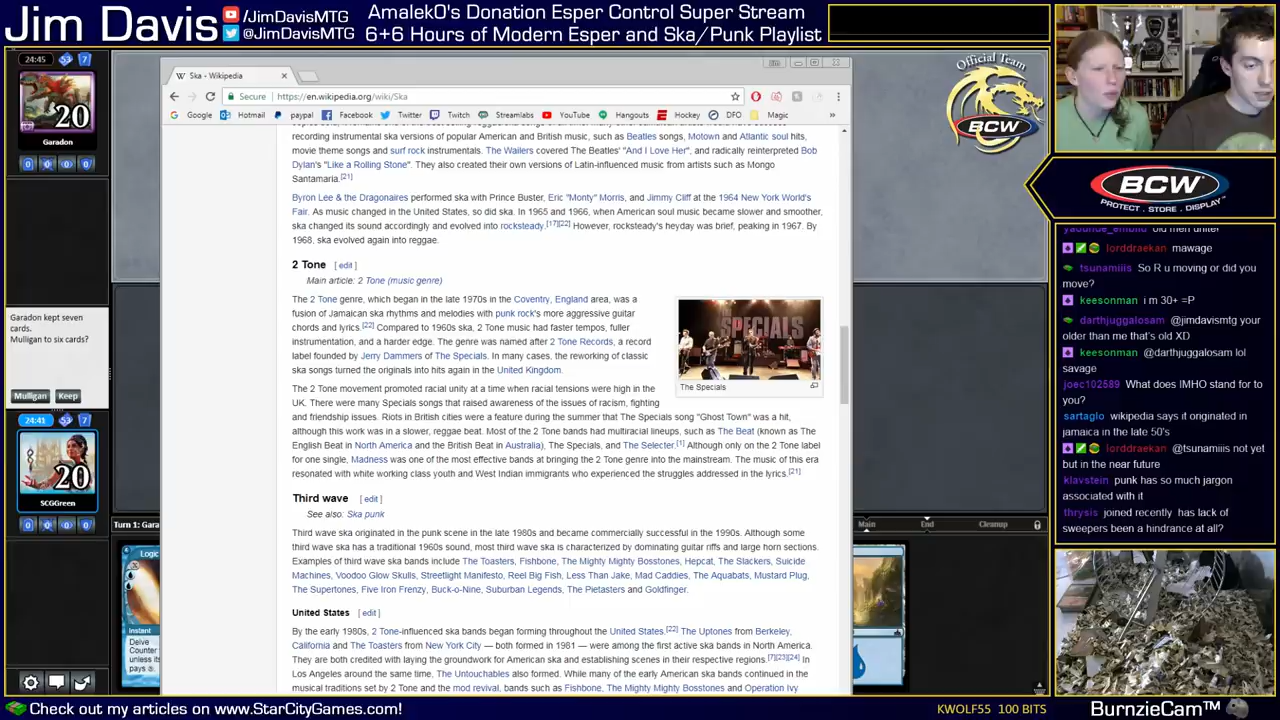 Jim Davis
/JimDavisMTG
@JimDavisMTG
AmalekO's Donation Esper Control Super Stream
6+6 Hours of Modern Esper and Ska/Punk Playlist
24:45 53 7
20
Garadon
0 0 0 0
Garadon kept seven
cards.
Mulligan to six cards?
Mulligan Keep
24:41 53 7
20
SCGGreen
0 0 0 0
Ska - Wikipedia
Jim
Secure https://en.wikipedia.org/wiki/Ska
Google Hotmail paypal Facebook Twitter Twitch Streamlabs YouTube Hangouts Hockey DFO Magic
recording instrumental ska versions of popular American and British music, such as Beatles songs, Motown and Atlantic soul hits,
movie theme songs and surf rock instrumentals. The Wailers covered The Beatles' "And I Love Her", and radically reinterpreted Bob
Dylan's "Like a Rolling Stone". They also created their own versions of Latin-influenced music from artists such as Mongo
Santamaria.[21]
Byron Lee & the Dragonaires performed ska with Prince Buster, Eric "Monty" Morris, and Jimmy Cliff at the 1964 New York World's
Fair. As music changed in the United States, so did ska. In 1965 and 1966, when American soul music became slower and smoother,
ska changed its sound accordingly and evolved into rocksteady.[17][22] However, rocksteady's heyday was brief, peaking in 1967. By
1968, ska evolved again into reggae.
2 Tone [ edit ]
Main article: 2 Tone (music genre)
The 2 Tone genre, which began in the late 1970s in the Coventry, England area, was a
fusion of Jamaican ska rhythms and melodies with punk rock's more aggressive guitar
chords and lyrics.[22] Compared to 1960s ska, 2 Tone music had faster tempos, fuller
instrumentation, and a harder edge. The genre was named after 2 Tone Records, a record
label founded by Jerry Dammers of The Specials. In many cases, the reworking of classic
ska songs turned the originals into hits again in the United Kingdom.
SPECIALS
The Specials
The 2 Tone movement promoted racial unity at a time when racial tensions were high in the
UK. There were many Specials songs that raised awareness of the issues of racism, fighting
and friendship issues. Riots in British cities were a feature during the summer that The Specials song "Ghost Town" was a hit,
although this work was in a slower, reggae beat. Most of the 2 Tone bands had multiracial lineups, such as The Beat (known as The
English Beat in North America and the British Beat in Australia), The Specials, and The Selecter.[1] Although only on the 2 Tone label
for one single, Madness was one of the most effective bands at bringing the 2 Tone genre into the mainstream. The music of this era
resonated with white working class youth and West Indian immigrants who experienced the struggles addressed in the lyrics.[21]
Third wave [ edit ]
See also: Ska punk
Third wave ska originated in the punk scene in the late 1980s and became commercially successful in the 1990s. Although some
third wave ska has a traditional 1960s sound, most third wave ska is characterized by dominating guitar riffs and large horn sections.
Examples of third wave ska bands include The Toasters, Fishbone, The Mighty Mighty Bosstones, Hepcat, The Slackers, Suicide
Machines, Voodoo Glow Skulls, Streetlight Manifesto, Reel Big Fish, Less Than Jake, Mad Caddies, The Aquabats, Mustard Plug,
The Supertones, Five Iron Frenzy, Buck-o-Nine, Suburban Legends, The Pietasters and Goldfinger.
United States [ edit ]
By the early 1980s, 2 Tone-influenced ska bands began forming throughout the United States.[22] The Uptones from Berkeley,
California and The Toasters from New York City — both formed in 1981 — were among the first active ska bands in North America.
They are both credited with laying the groundwork for American ska and establishing scenes in their respective regions.[7][23][24] In
Los Angeles around the same time, The Untouchables also formed. While many of the early American ska bands continued in the
musical traditions set by 2 Tone and the mod revival, bands such as Fishbone, The Mighty Mighty Bosstones and Operation Ivy
Turn 1: Gara
Main End Cleanup
Logic
Instant
Delve
Counter
unless its
pays
Official Team
BCW
BCW
PROTECT . STORE . DISPLAY
old men unite!
lorddraekan mawage
tsunamiiis So R u moving or did you
move?
keesonman i m 30+ =P
darthjuggalosam @jimdavismtg your
older than me that's old XD
keesonman @darthjuggalosam lol
savage
joec102589 What does IMHO stand for to
you?
sartaglo wikipedia says it originated in
jamaica in the late 50's
lorddraekan @tsunamiiis not yet
but in the near future
klavstein punk has so much jargon
associated with it
thrysis joined recently has lack of
sweepers been a hindrance at all?
Check out my articles on www.StarCityGames.com!
KWOLF55 100 BITS
BurnzieCam™